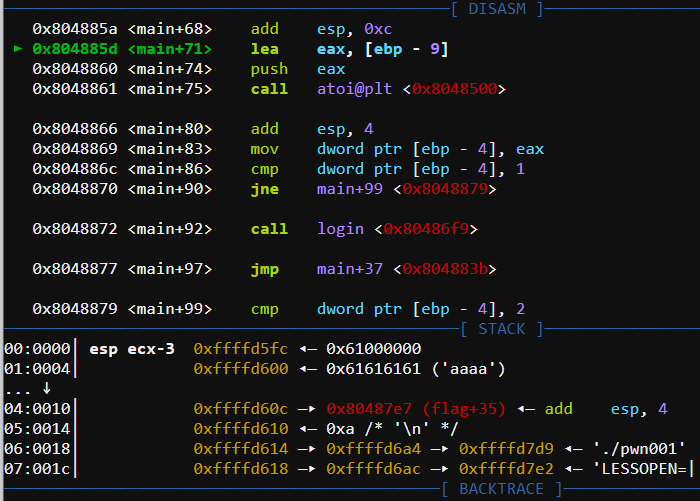 [ DISASM ]
0x804885a <main+68> add esp, 0xc
► 0x804885d <main+71> lea eax, [ebp - 9]
0x8048860 <main+74> push eax
0x8048861 <main+75> call atoi@plt <0x8048500>
0x8048866 <main+80> add esp, 4
0x8048869 <main+83> mov dword ptr [ebp - 4], eax
0x804886c <main+86> cmp dword ptr [ebp - 4], 1
0x8048870 <main+90> jne main+99 <0x8048879>
0x8048872 <main+92> call login <0x80486f9>
0x8048877 <main+97> jmp main+37 <0x804883b>
0x8048879 <main+99> cmp dword ptr [ebp - 4], 2
[ STACK ]
00:0000│ esp ecx-3 0xffffd5fc ◂— 0x61000000
01:0004│ 0xffffd600 ◂— 0x61616161 ('aaaa')
... ↓
04:0010│ 0xffffd60c —▸ 0x80487e7 (flag+35) ◂— add esp, 4
05:0014│ 0xffffd610 ◂— 0xa /* '\n' */
06:0018│ 0xffffd614 —▸ 0xffffd6a4 —▸ 0xffffd7d9 ◂— './pwn001'
07:001c│ 0xffffd618 —▸ 0xffffd6ac —▸ 0xffffd7e2 ◂— 'LESSOPEN=|
[ BACKTRACE ]